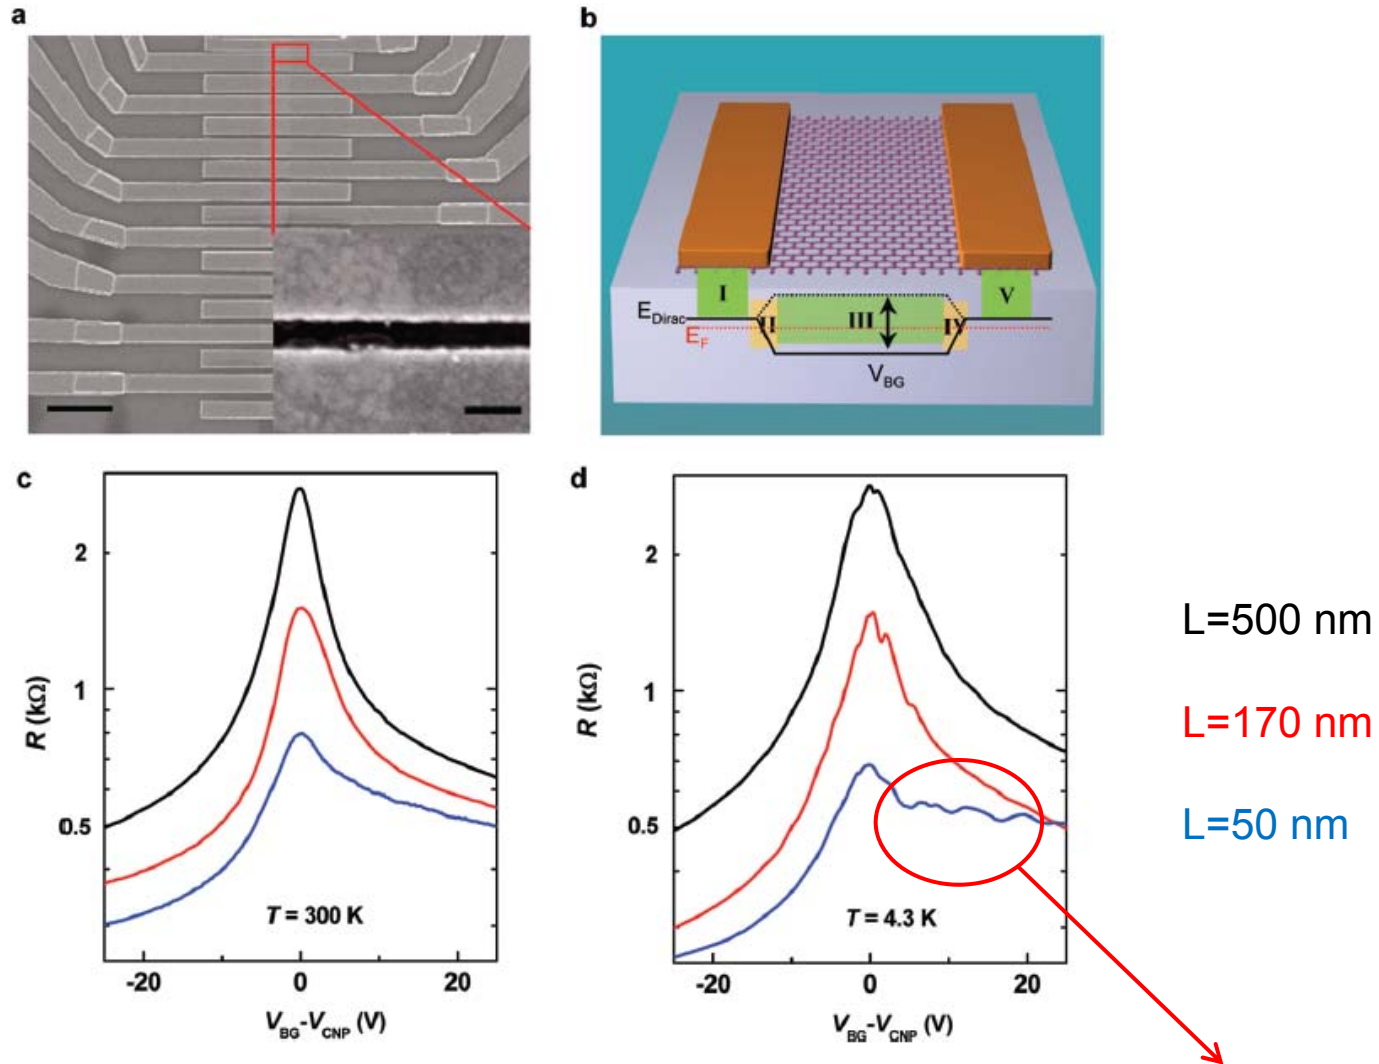 a
b
I
V
E_Dirac
II
III
IV
E_F
V_BG
c
d
2
1
0.5
R (kΩ)
T = 300 K
-20
0
20
V_BG-V_CNP (V)
2
1
0.5
R (kΩ)
T = 4.3 K
-20
0
20
V_BG-V_CNP (V)
L=500 nm
L=170 nm
L=50 nm